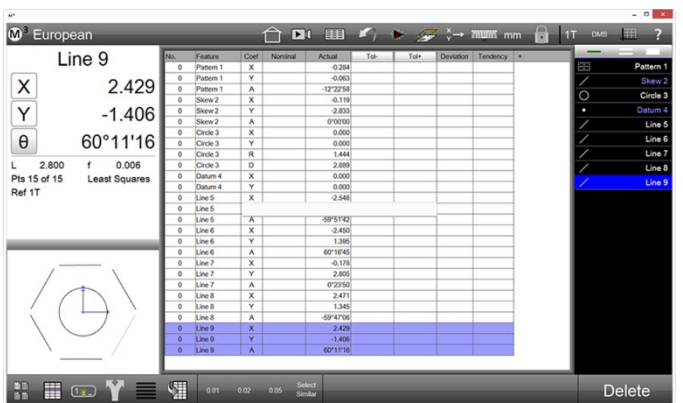 M³
M³ European
mm
1T
DMS
?
Line 9
X 2.429
Y -1.406
θ 60°11'16
L 2.800 f 0.006
Pts 15 of 15 Least Squares
Ref 1T
No. Feature Coef Nominal Actual Tol- Tol+ Deviation Tendency +
0 Pattern 1 X -0.284
0 Pattern 1 Y -0.063
0 Pattern 1 A -12°22'58
0 Skew 2 X -0.119
0 Skew 2 Y -2.833
0 Skew 2 A 0°00'00
0 Circle 3 X 0.000
0 Circle 3 Y 0.000
0 Circle 3 R 1.444
0 Circle 3 D 2.889
0 Datum 4 X 0.000
0 Datum 4 Y 0.000
0 Line 5 X -2.546
0 Line 5
0 Line 5 A -59°51'42
0 Line 6 X -2.450
0 Line 6 Y 1.395
0 Line 6 A 60°16'45
0 Line 7 X -0.178
0 Line 7 Y 2.805
0 Line 7 A 0°23'50
0 Line 8 X 2.471
0 Line 8 Y 1.345
0 Line 8 A -59°47'06
0 Line 9 X 2.429
0 Line 9 Y -1.406
0 Line 9 A 60°11'16
Pattern 1
Skew 2
Circle 3
Datum 4
Line 5
Line 6
Line 7
Line 8
Line 9
0.01 0.02 0.05 Select
Similar
Delete